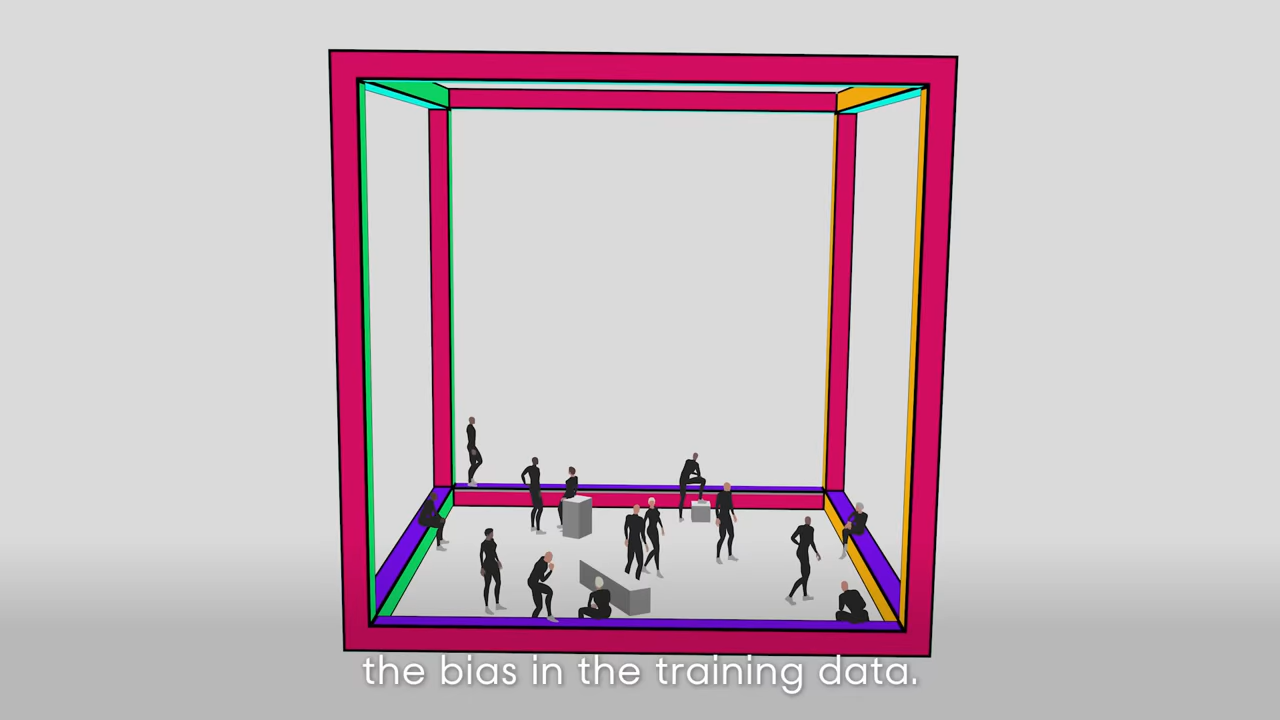 the bias in the training data.